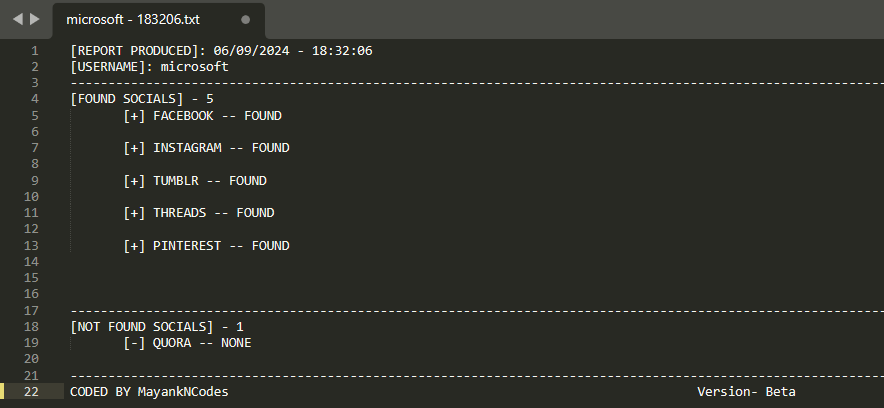 microsoft - 183206.txt
1 [REPORT PRODUCED]: 06/09/2024 - 18:32:06
2 [USERNAME]: microsoft
3 --------------------------------------------------------------------------------------------------------------
4 [FOUND SOCIALS] - 5
5 [+] FACEBOOK -- FOUND
6
7 [+] INSTAGRAM -- FOUND
8
9 [+] TUMBLR -- FOUND
10
11 [+] THREADS -- FOUND
12
13 [+] PINTEREST -- FOUND
14
15
16
17 --------------------------------------------------------------------------------------------------------------
18 [NOT FOUND SOCIALS] - 1
19 [-] QUORA -- NONE
20
21 --------------------------------------------------------------------------------------------------------------
22 CODED BY MayankNCodes Version- Beta